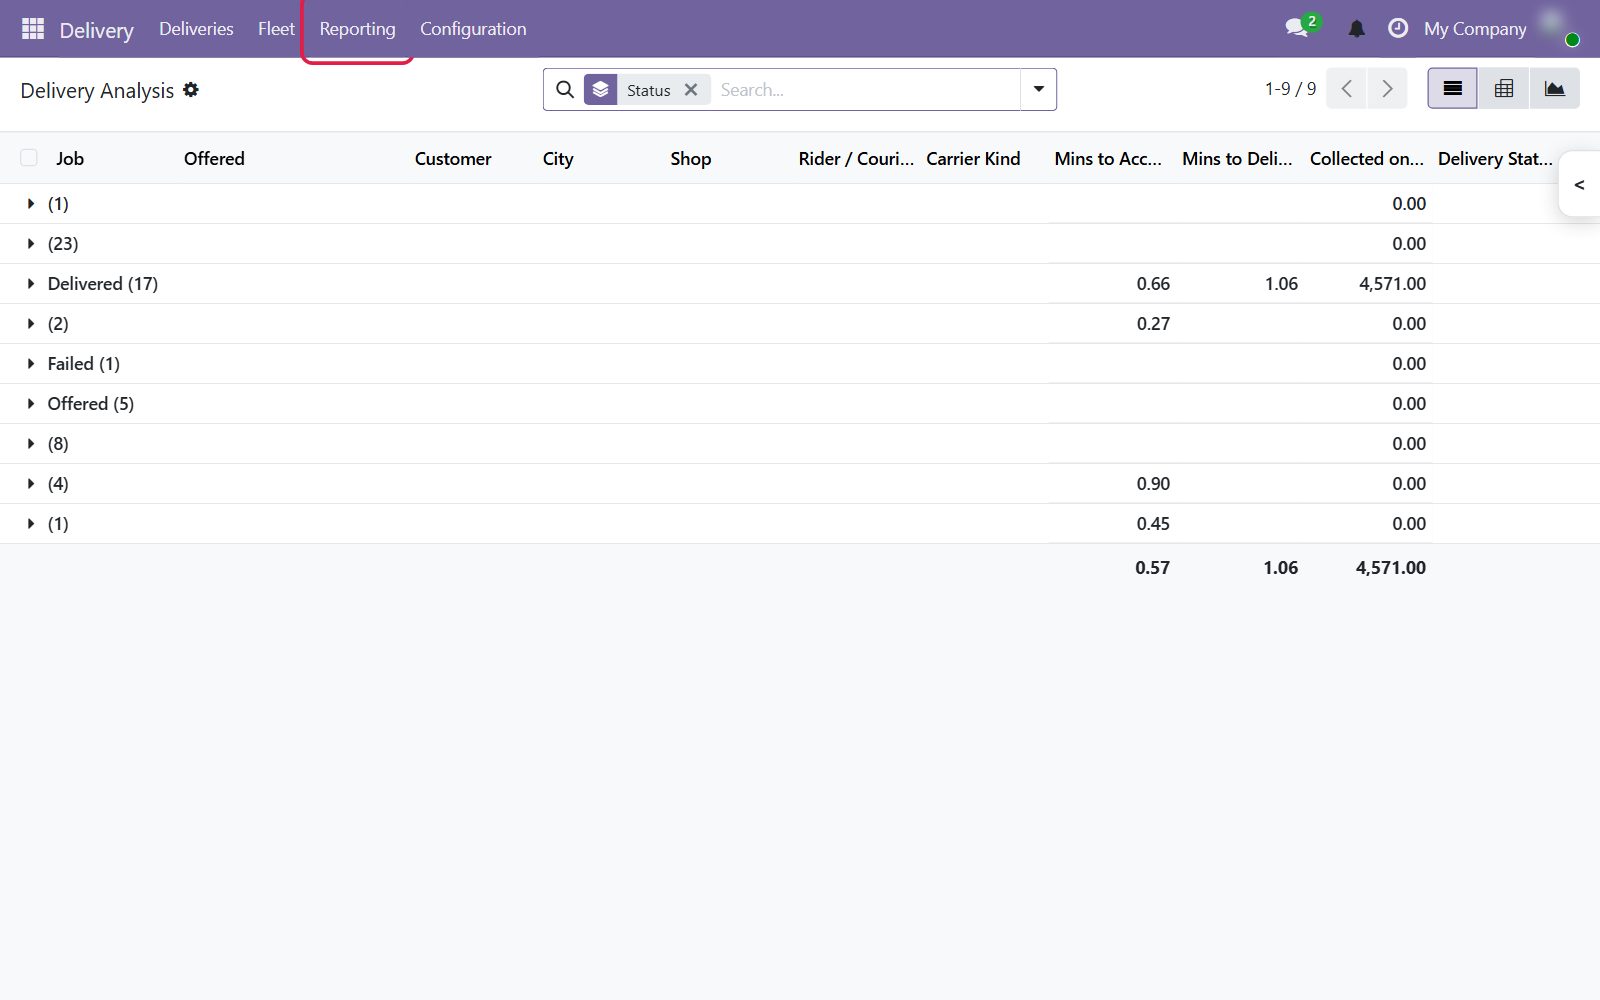 Delivery Deliveries Fleet Reporting Configuration 2 My Company
Delivery Analysis Status Search... 1-9 / 9
Job Offered Customer City Shop Rider / Couri... Carrier Kind Mins to Acc... Mins to Deli... Collected on... Delivery Stat...
<
(1) 0.00
(23) 0.00
Delivered (17) 0.66 1.06 4,571.00
(2) 0.27 0.00
Failed (1) 0.00
Offered (5) 0.00
(8) 0.00
(4) 0.90 0.00
(1) 0.45 0.00
0.57 1.06 4,571.00